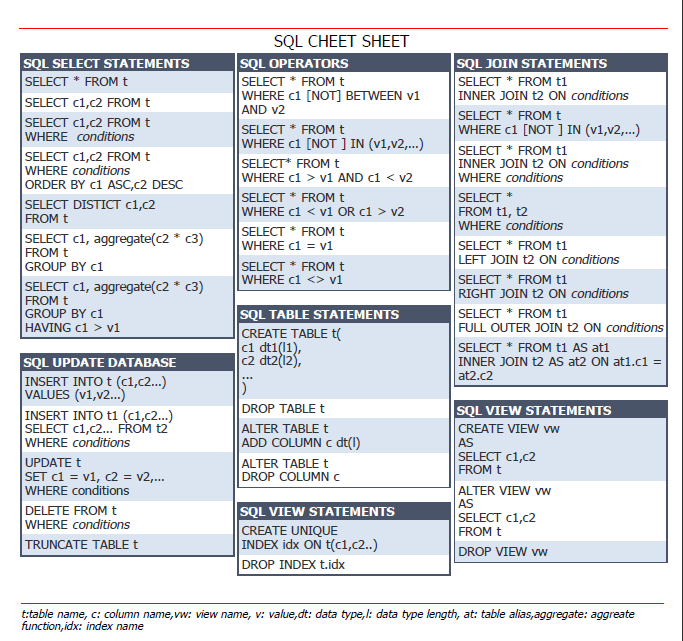 SQL CHEET SHEET
SQL SELECT STATEMENTS
SELECT * FROM t
SELECT c1,c2 FROM t
SELECT c1,c2 FROM t
WHERE conditions
SELECT c1,c2 FROM t
WHERE conditions
ORDER BY c1 ASC,c2 DESC
SELECT DISTICT c1,c2
FROM t
SELECT c1, aggregate(c2 * c3)
FROM t
GROUP BY c1
SELECT c1, aggregate(c2 * c3)
FROM t
GROUP BY c1
HAVING c1 > v1
SQL UPDATE DATABASE
INSERT INTO t (c1,c2...)
VALUES (v1,v2...)
INSERT INTO t1 (c1,c2...)
SELECT c1,c2... FROM t2
WHERE conditions
UPDATE t
SET c1 = v1, c2 = v2,...
WHERE conditions
DELETE FROM t
WHERE conditions
TRUNCATE TABLE t
SQL OPERATORS
SELECT * FROM t
WHERE c1 [NOT] BETWEEN v1
AND v2
SELECT * FROM t
WHERE c1 [NOT ] IN (v1,v2,...)
SELECT* FROM t
WHERE c1 > v1 AND c1 < v2
SELECT * FROM t
WHERE c1 < v1 OR c1 > v2
SELECT * FROM t
WHERE c1 = v1
SELECT * FROM t
WHERE c1 <> v1
SQL TABLE STATEMENTS
CREATE TABLE t(
c1 dt1(l1),
c2 dt2(l2),
...
)
DROP TABLE t
ALTER TABLE t
ADD COLUMN c dt(l)
ALTER TABLE t
DROP COLUMN c
SQL VIEW STATEMENTS
CREATE UNIQUE
INDEX idx ON t(c1,c2..)
DROP INDEX t.idx
SQL JOIN STATEMENTS
SELECT * FROM t1
INNER JOIN t2 ON conditions
SELECT * FROM t
WHERE c1 [NOT ] IN (v1,v2,...)
SELECT * FROM t1
INNER JOIN t2 ON conditions
WHERE conditions
SELECT *
FROM t1, t2
WHERE conditions
SELECT * FROM t1
LEFT JOIN t2 ON conditions
SELECT * FROM t1
RIGHT JOIN t2 ON conditions
SELECT * FROM t1
FULL OUTER JOIN t2 ON conditions
SELECT * FROM t1 AS at1
INNER JOIN t2 AS at2 ON at1.c1 =
at2.c2
SQL VIEW STATEMENTS
CREATE VIEW vw
AS
SELECT c1,c2
FROM t
ALTER VIEW vw
AS
SELECT c1,c2
FROM t
DROP VIEW vw
t:table name, c: column name,vw: view name, v: value,dt: data type,l: data type length, at: table alias,aggregate: aggreate
function,idx: index name